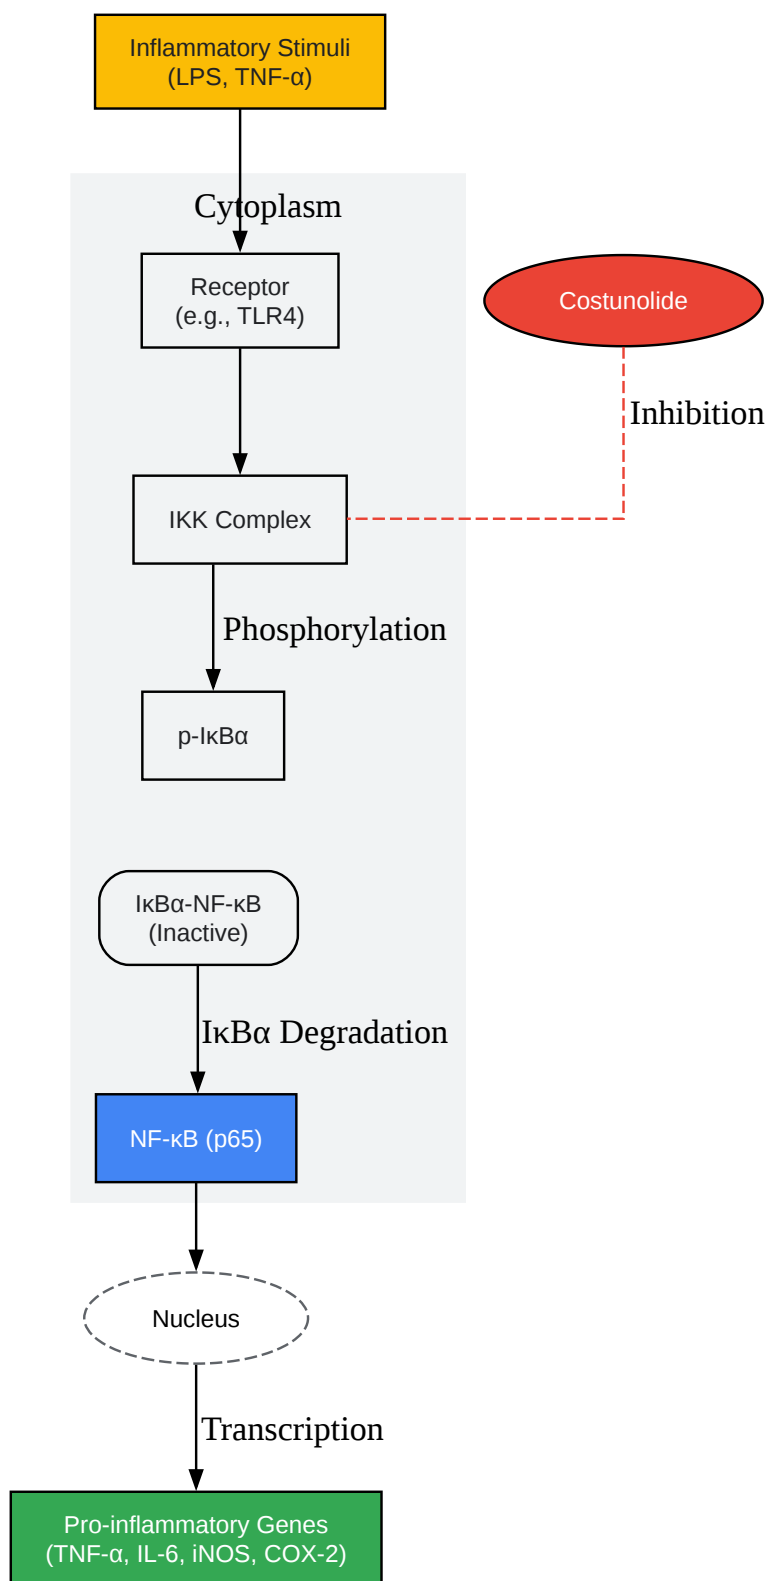 Inflammatory Stimuli
(LPS, TNF-α)
Cytoplasm
Receptor
(e.g., TLR4)
Costunolide
Inhibition
IKK Complex
Phosphorylation
p-IκBα
IκBα-NF-κB
(Inactive)
IκBα Degradation
NF-κB (p65)
Nucleus
Transcription
Pro-inflammatory Genes
(TNF-α, IL-6, iNOS, COX-2)